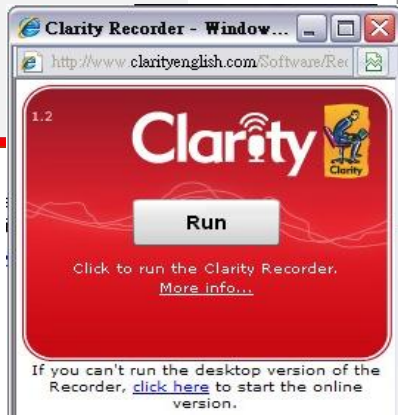 Clarity Recorder - Window...
http://www.clarityenglish.com/Software/Rec
1.2
Clarity
Clarity
Run
Click to run the Clarity Recorder.
More info...
If you can't run the desktop version of the
Recorder, click here to start the online
version.